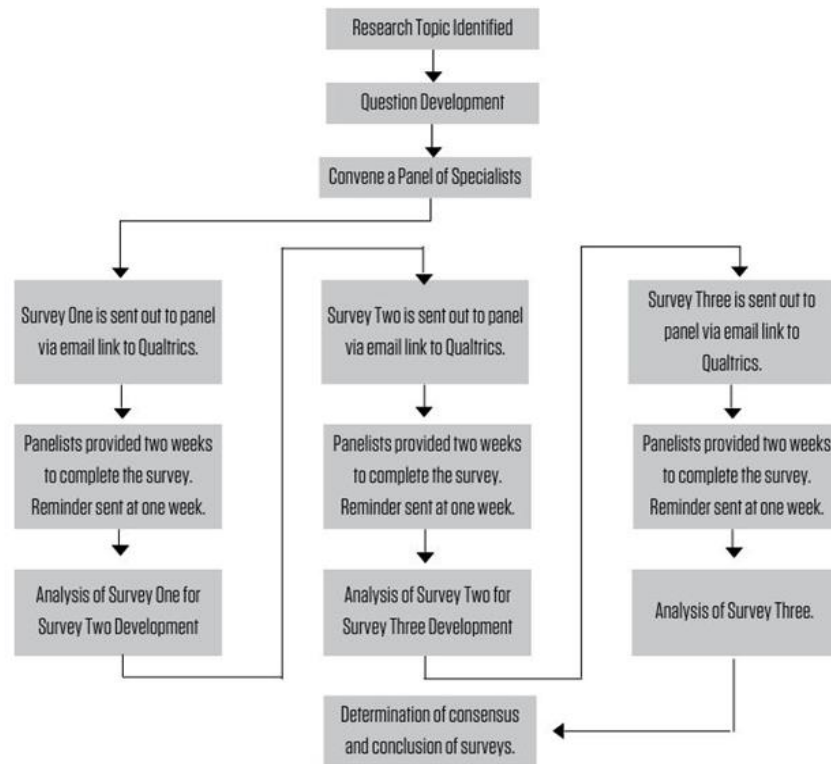 Research Topic Identified
Question Development
Convene a Panel of Specialists
Survey One is sent out to panel
via email link to Qualtrics.
Panelists provided two weeks
to complete the survey.
Reminder sent at one week.
Analysis of Survey One for
Survey Two Development
Survey Two is sent out to panel
via email link to Qualtrics.
Panelists provided two weeks
to complete the survey.
Reminder sent at one week.
Analysis of Survey Two for
Survey Three Development
Survey Three is sent out to
panel via email link to
Qualtrics.
Panelists provided two weeks
to complete the survey.
Reminder sent at one week.
Analysis of Survey Three.
Determination of consensus
and conclusion of surveys.